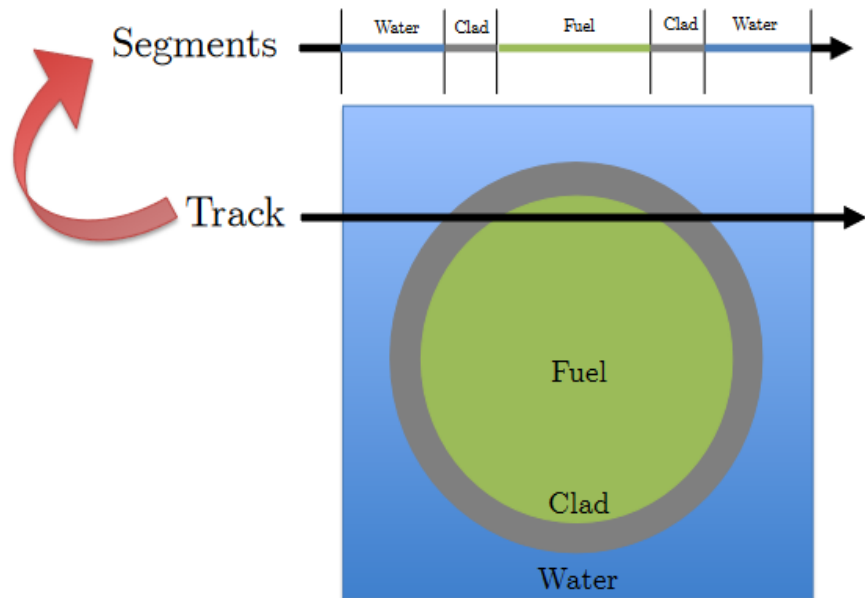 Water Clad Fuel Clad Water
Segments
Track
Fuel
Clad
Water